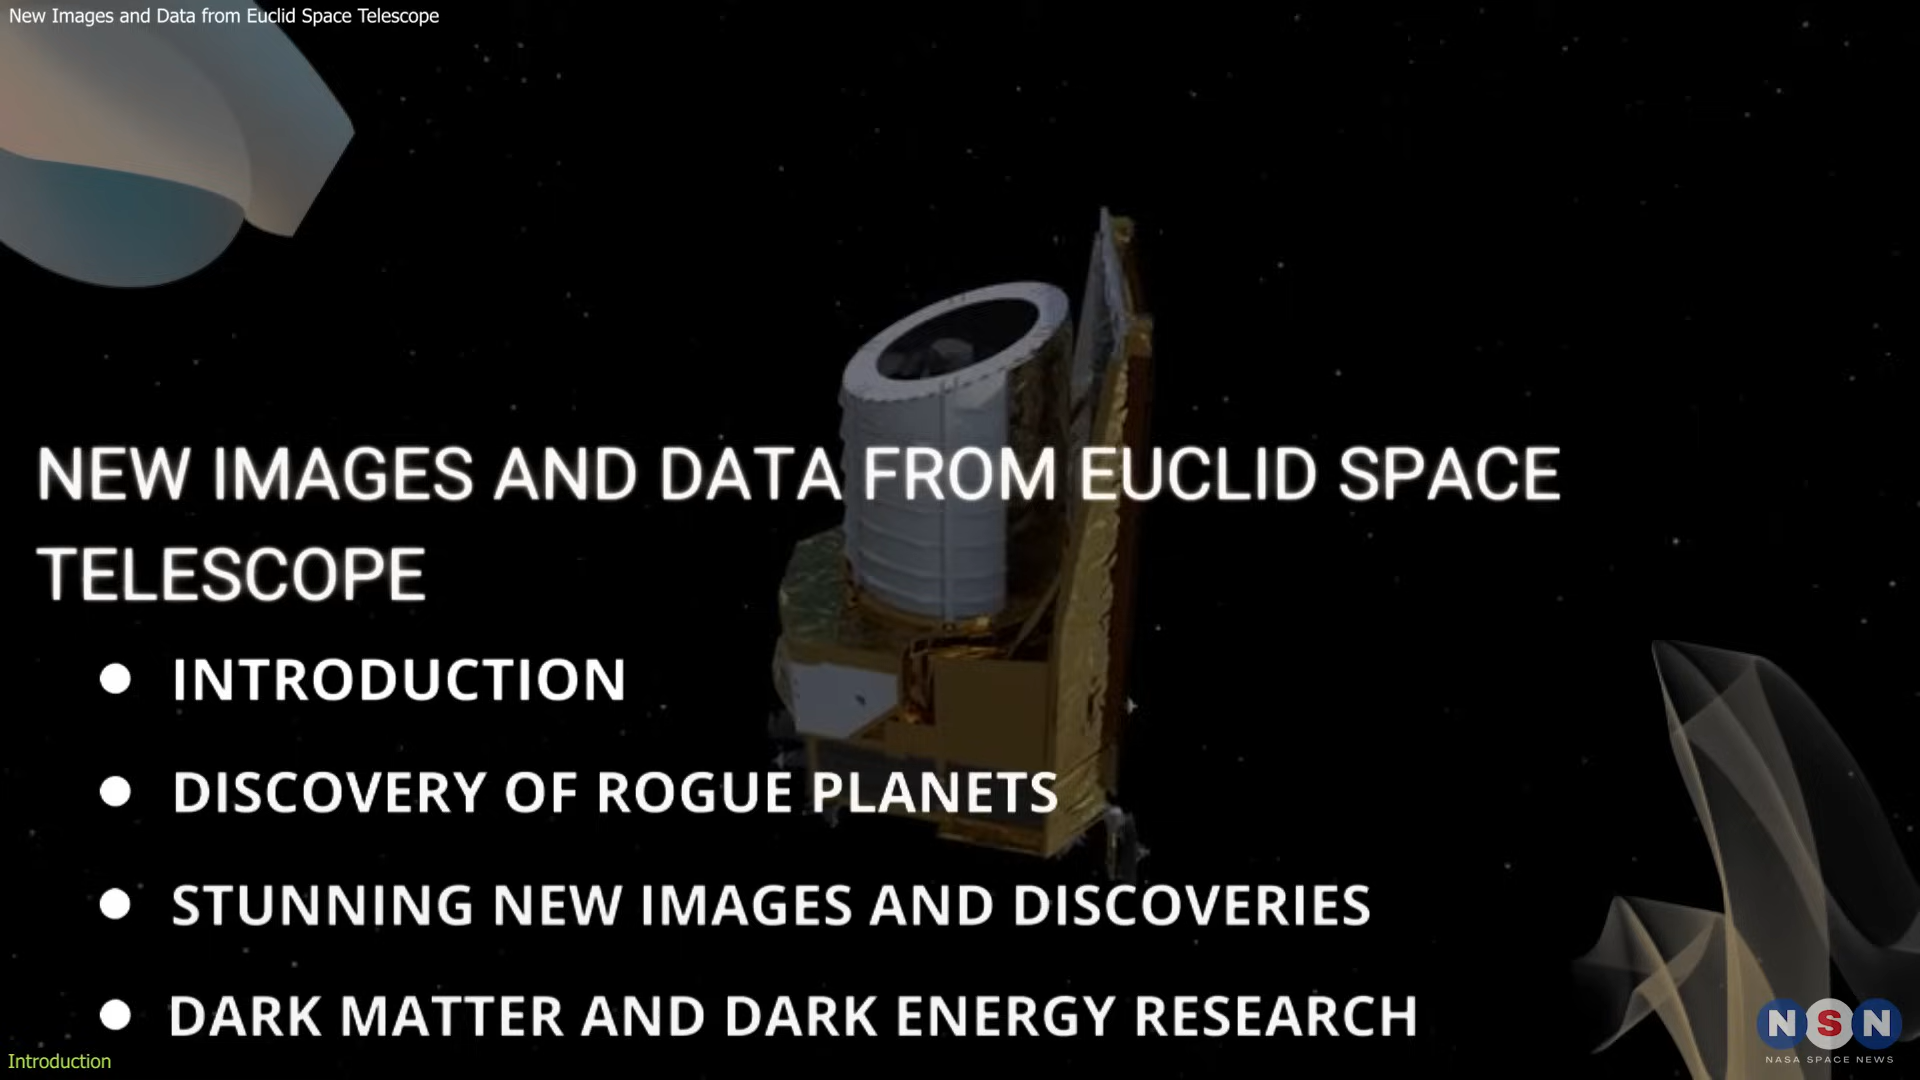 New Images and Data from Euclid Space Telescope
NEW IMAGES AND DATA FROM EUCLID SPACE
TELESCOPE
● INTRODUCTION
● DISCOVERY OF ROGUE PLANETS
● STUNNING NEW IMAGES AND DISCOVERIES
● DARK MATTER AND DARK ENERGY RESEARCH
NSN
NASA SPACE NEWS
Introduction